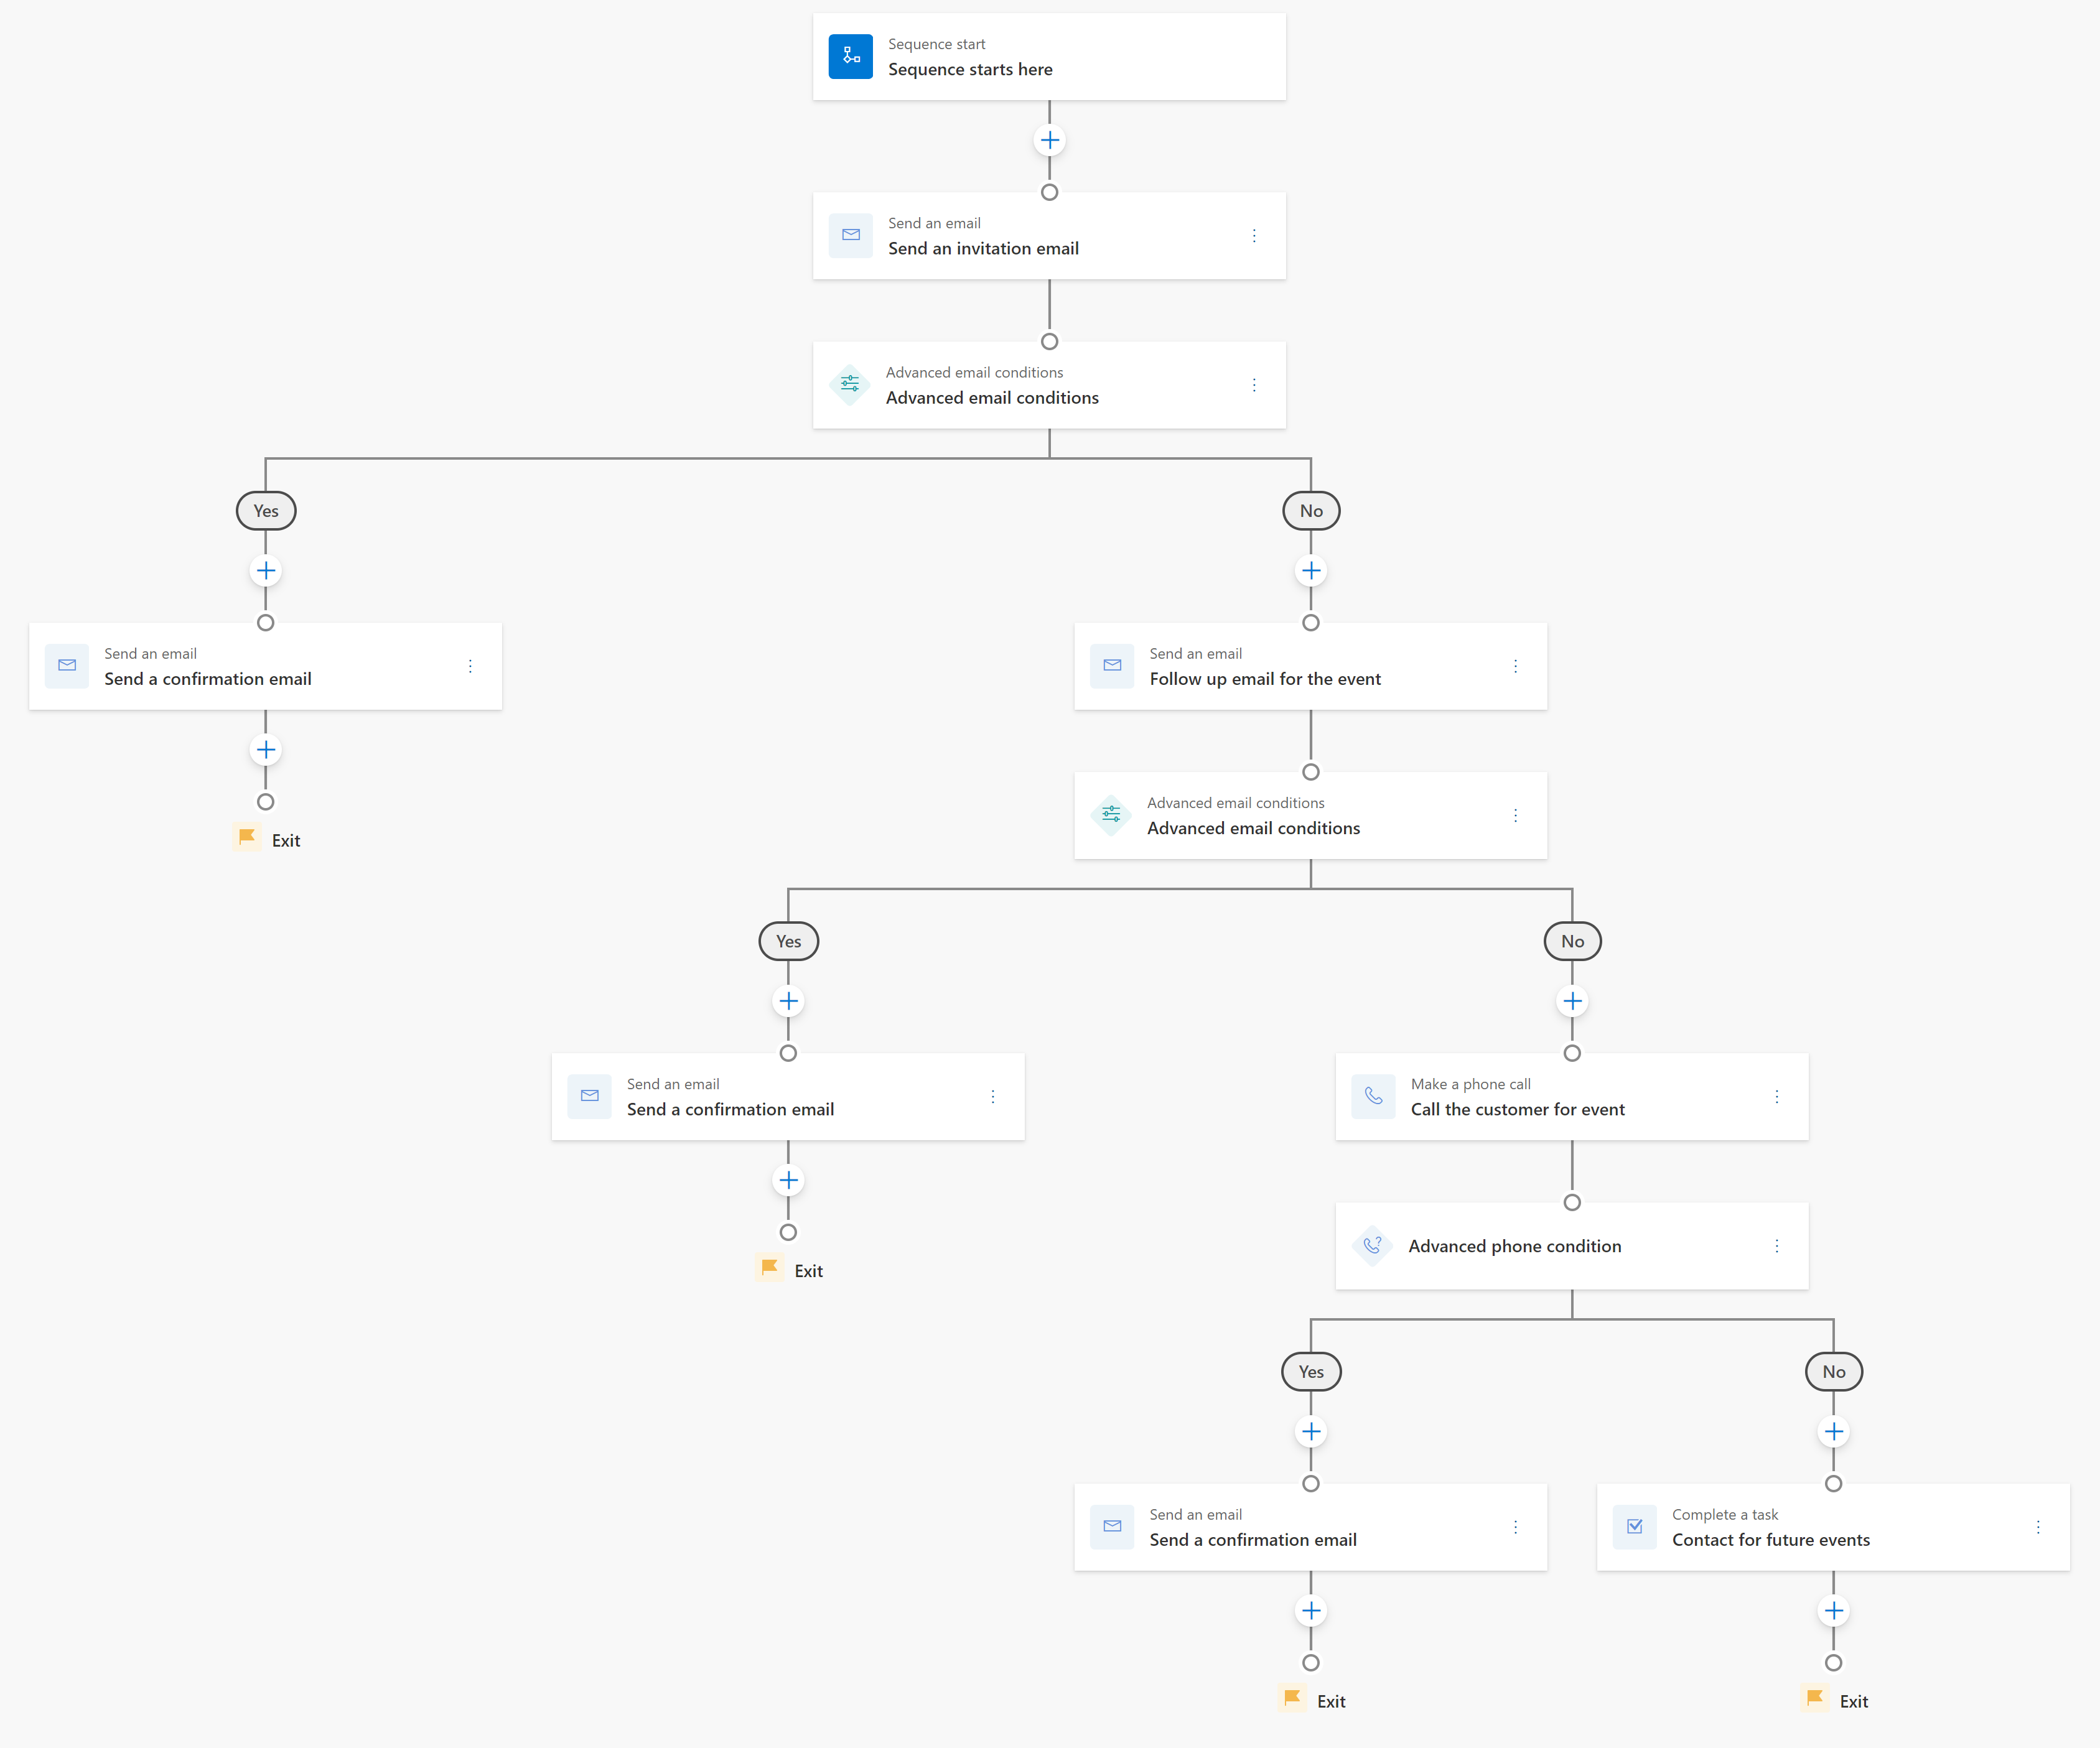 Sequence start
Sequence starts here
Send an email
Send an invitation email
Advanced email conditions
Advanced email conditions
Yes
No
Send an email
Send a confirmation email
Send an email
Follow up email for the event
Exit
Advanced email conditions
Advanced email conditions
Yes
No
Send an email
Send a confirmation email
Make a phone call
Call the customer for event
Exit
Advanced phone condition
Yes
No
Send an email
Send a confirmation email
Complete a task
Contact for future events
Exit
Exit